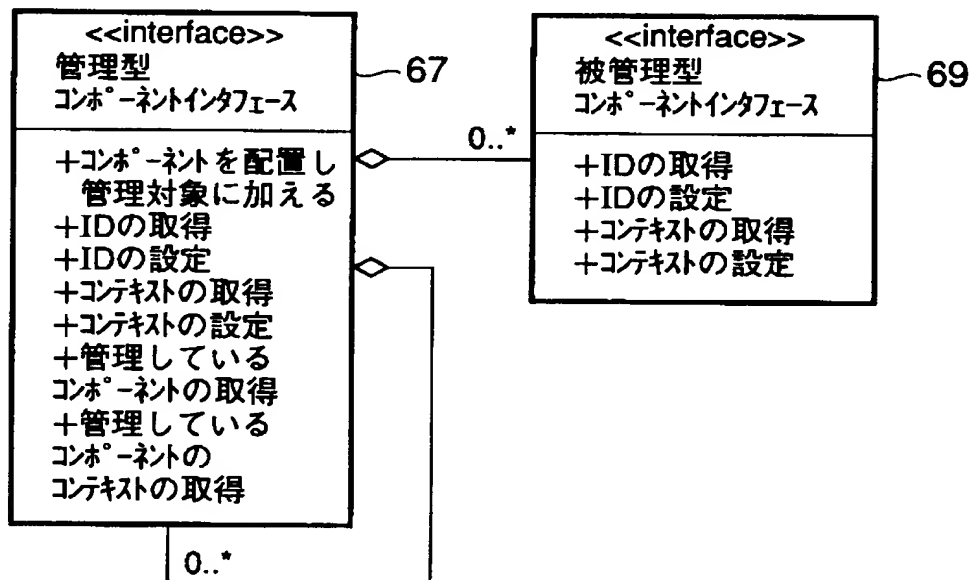 <<interface>>
管理型
コンポーネントインタフェース
67
+コンポーネントを配置し
管理対象に加える
+IDの取得
+IDの設定
+コンテキストの取得
+コンテキストの設定
+管理している
コンポーネントの取得
+管理している
コンポーネントの
コンテキストの取得
0..*
<<interface>>
被管理型
コンポーネントインタフェース
69
0..*
+IDの取得
+IDの設定
+コンテキストの取得
+コンテキストの設定